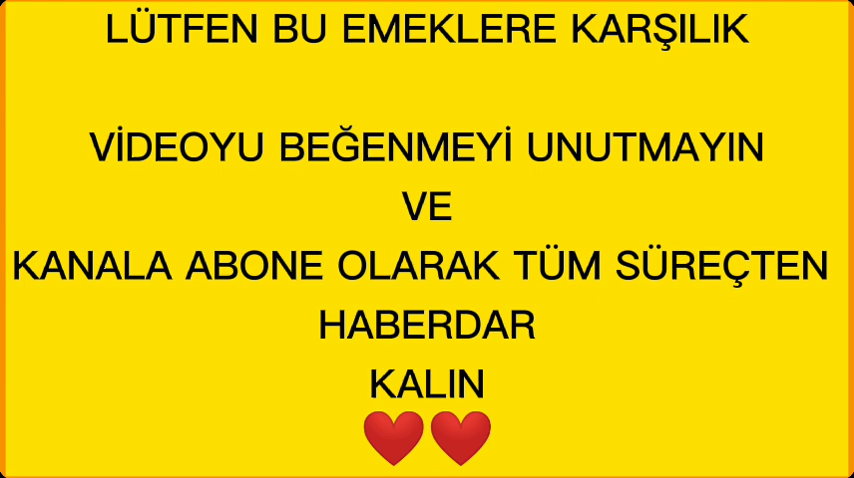 LÜTFEN BU EMEKLERE KARŞILIK
VİDEOYU BEĞENMEYİ UNUTMAYIN
VE
KANALA ABONE OLARAK TÜM SÜREÇTEN
HABERDAR
KALIN
❤️❤️